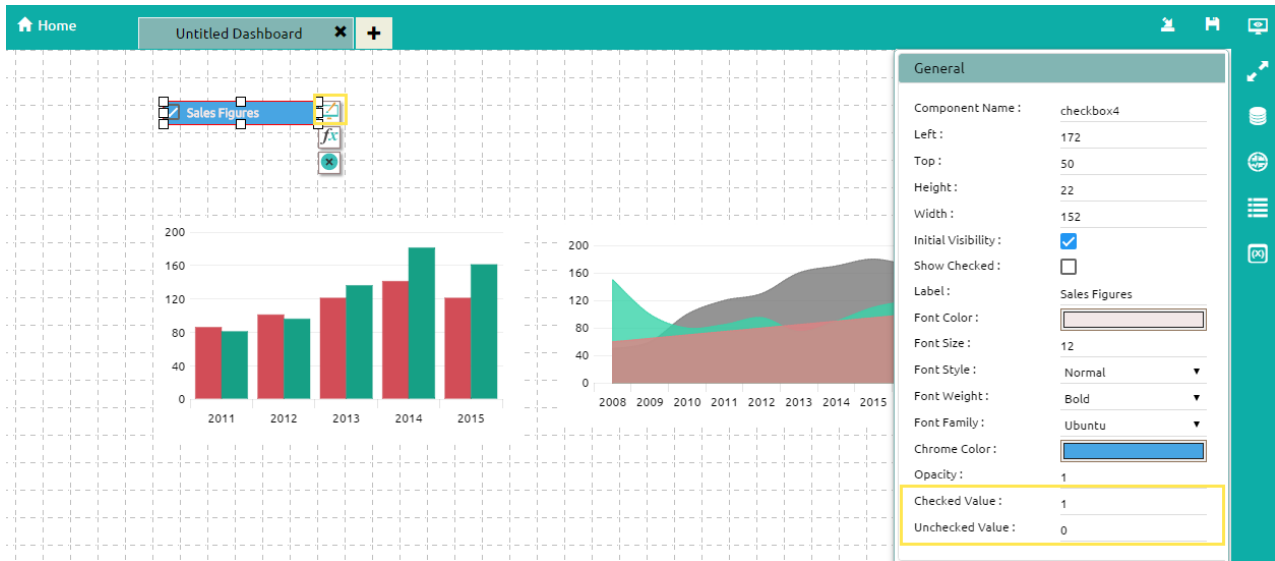 Home
Untitled Dashboard
General
Sales Figures
fx
Component Name : checkbox4
Left : 172
Top : 50
Height : 22
Width : 152
Initial Visibility :
Show Checked :
Label : Sales Figures
Font Color :
Font Size : 12
Font Style : Normal
Font Weight : Bold
Font Family : Ubuntu
Chrome Color :
Opacity : 1
Checked Value : 1
Unchecked Value : 0
(x)
200
160
120
80
40
0
2011 2012 2013 2014 2015
200
160
120
80
40
0
2008 2009 2010 2011 2012 2013 2014 2015